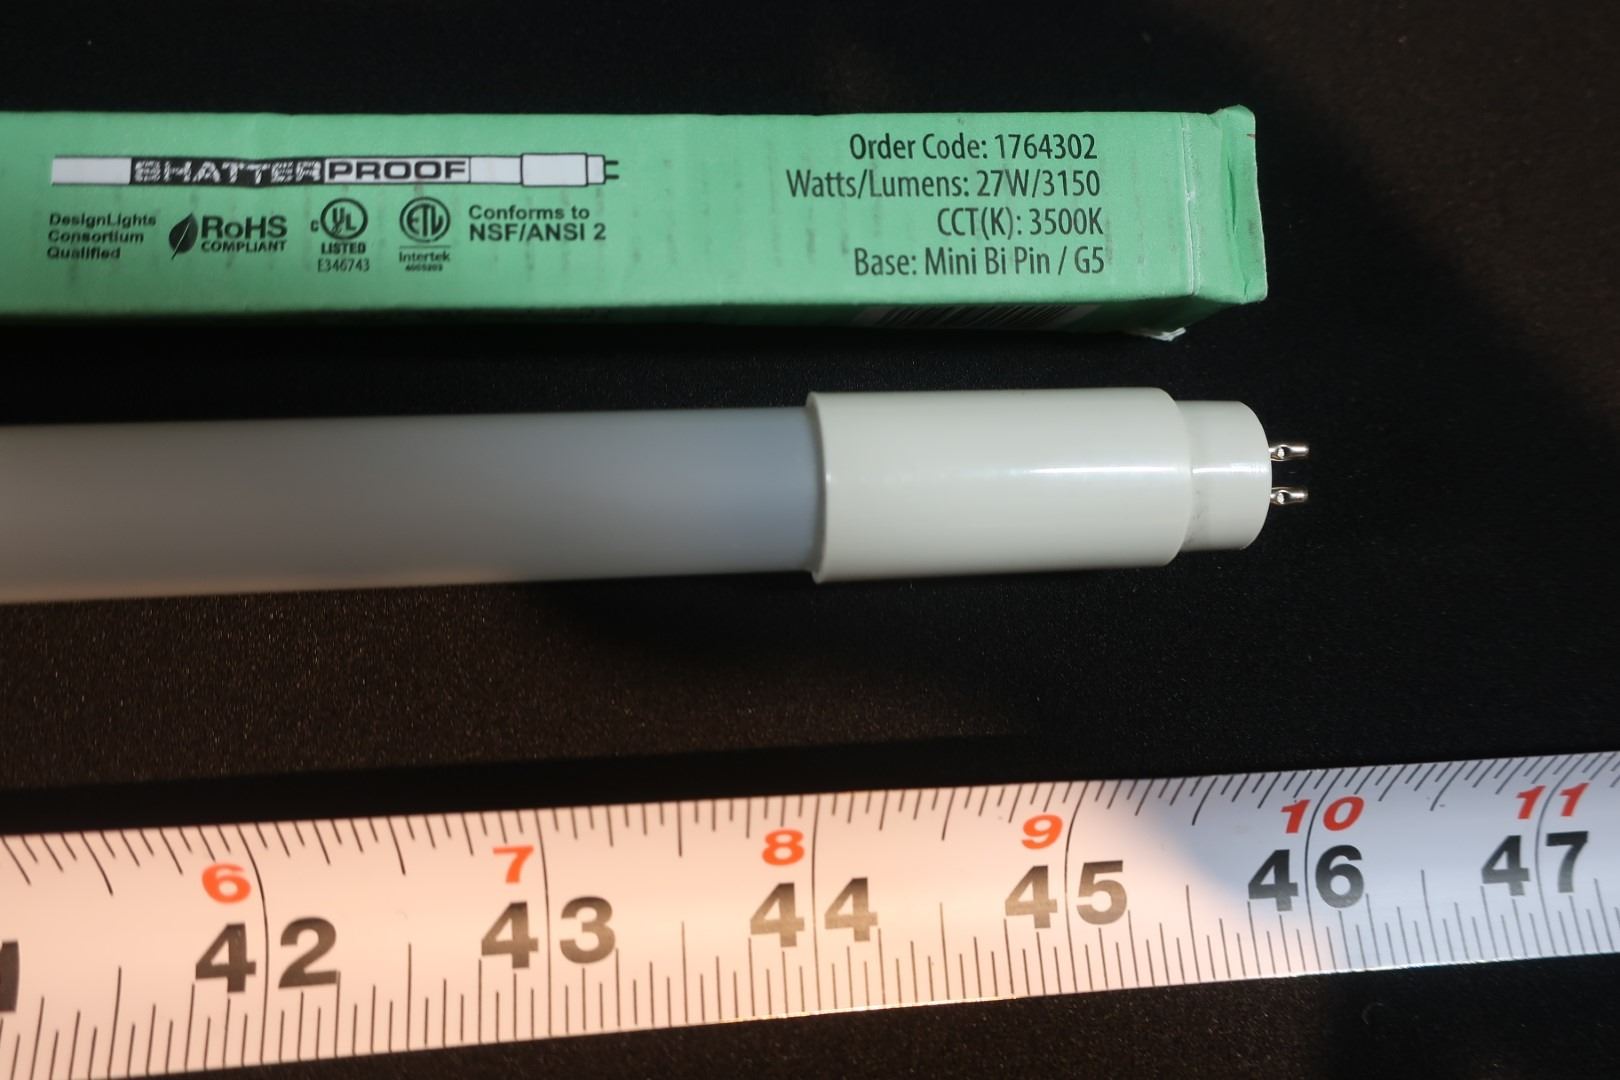 SHATTERPROOF
DesignLights
Consortium
Qualified
RoHS
COMPLIANT
c UL
LISTED
E346743
ETL
Intertek
Conforms to
NSF/ANSI 2
Order Code: 1764302
Watts/Lumens: 27W/3150
CCT(K): 3500K
Base: Mini Bi Pin / G5
6 7 8 9 10 11
42 43 44 45 46 47